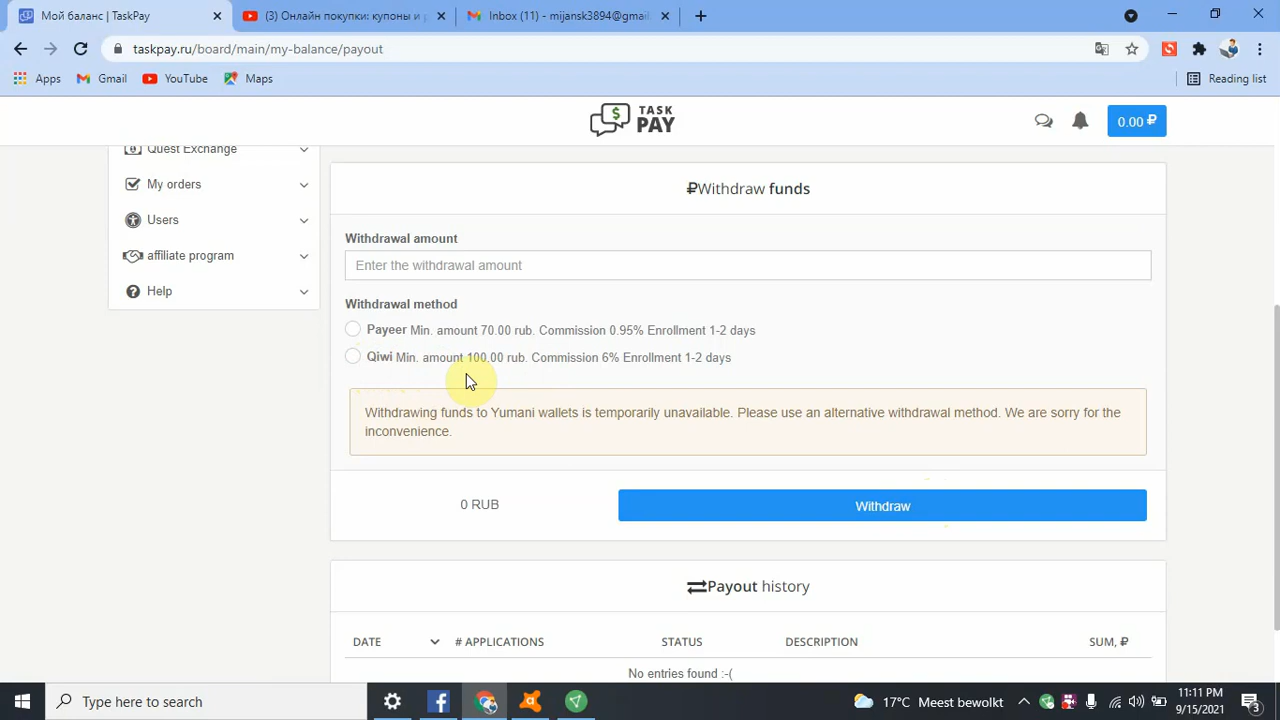 Мой баланс | TaskPay
(3) Онлайн покупки: купоны и р
Inbox (11) - mijansk3894@gmail.
taskpay.ru/board/main/my-balance/payout
Apps
Gmail
YouTube
Maps
Reading list
TASK
PAY
0.00 ₽
Quest Exchange
My orders
Users
affiliate program
Help
₽Withdraw funds
Withdrawal amount
Enter the withdrawal amount
Withdrawal method
Payeer Min. amount 70.00 rub. Commission 0.95% Enrollment 1-2 days
Qiwi Min. amount 100.00 rub. Commission 6% Enrollment 1-2 days
Withdrawing funds to Yumani wallets is temporarily unavailable. Please use an alternative withdrawal method. We are sorry for the
inconvenience.
0 RUB
Withdraw
Payout history
DATE
# APPLICATIONS
STATUS
DESCRIPTION
SUM, ₽
No entries found :-(
Type here to search
17°C Meest bewolkt
11:11 PM
9/15/2021
3